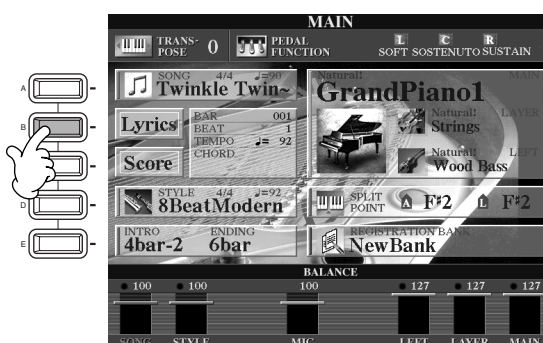 MAIN
TRANS-
POSE 0 PEDAL
FUNCTION L C R
SOFT SOSTENUTO SUSTAIN
A
B
D
E
SONG 4/4 ♩=90
Twinkle Twin~
Lyrics
BAR 001
BEAT 1
TEMPO ♩= 92
CHORD
Score
STYLE 4/4 ♩=92
8BeatModern
INTRO ENDING
4bar-2 6bar
Natural! MAIN
GrandPiano1
Natural! LAYER
Strings
Natural! LEFT
Wood Bass
SPLIT
POINT A F#2 L F#2
REGISTRATION BANK
NewBank
BALANCE
100 100 100 127 127 127
SONG STYLE MIC LEFT LAYER MAIN